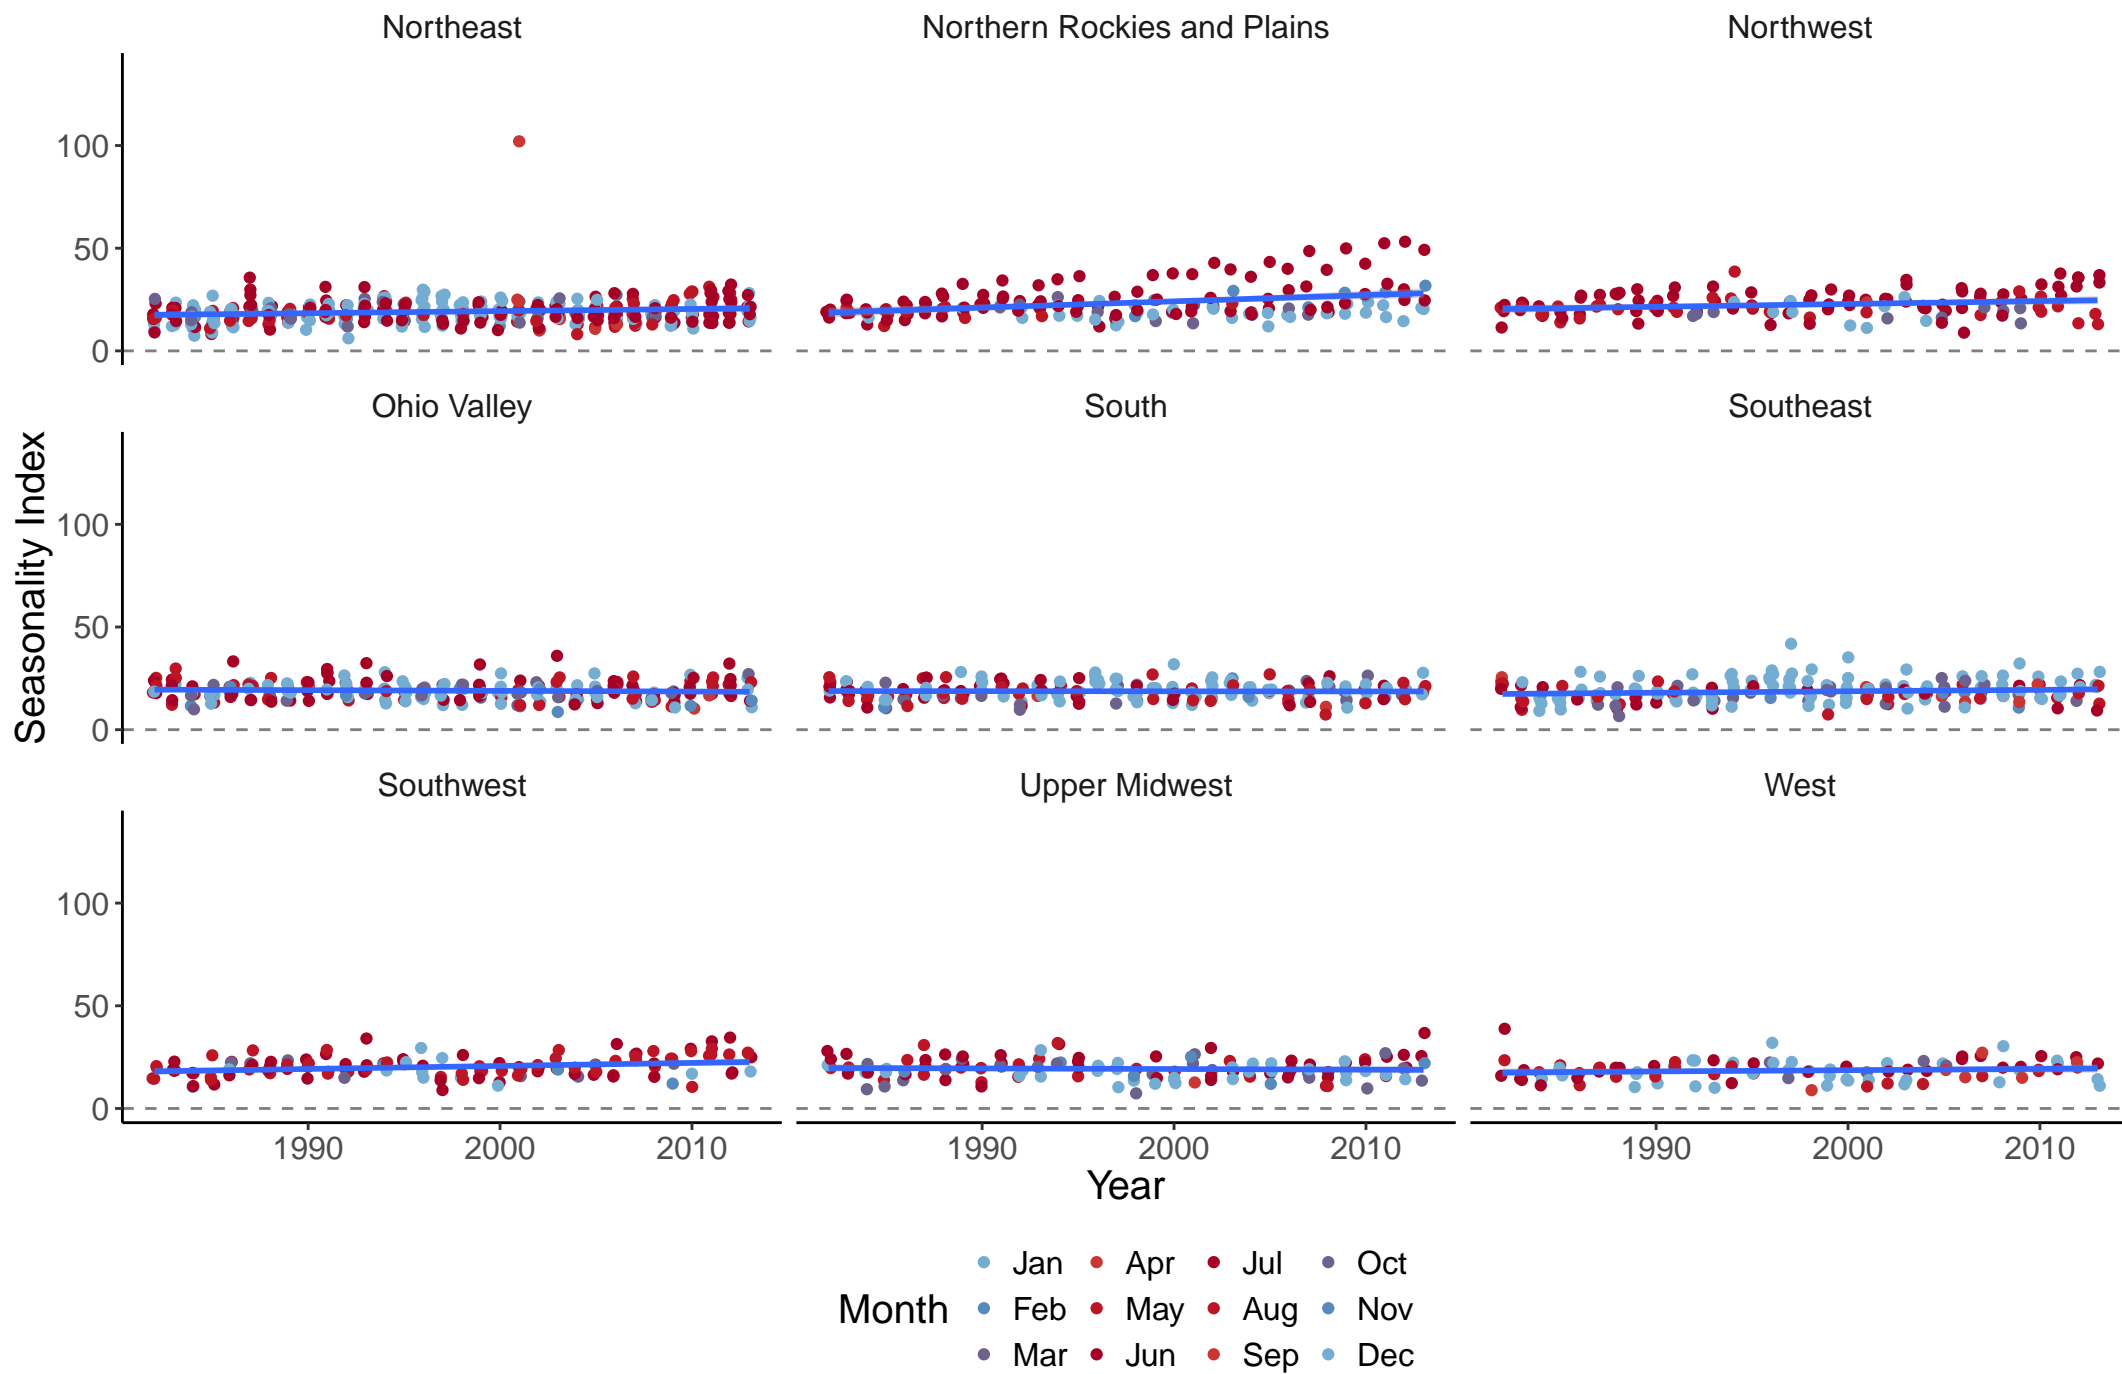 Northeast Northern Rockies and Plains Northwest
100
50
0
Ohio Valley South Southeast
Seasonality Index
100
50
0
Southwest Upper Midwest West
100
50
0
1990 2000 2010 1990 2000 2010 1990 2000 2010
Year
Jan Apr Jul Oct
Month Feb May Aug Nov
Mar Jun Sep Dec